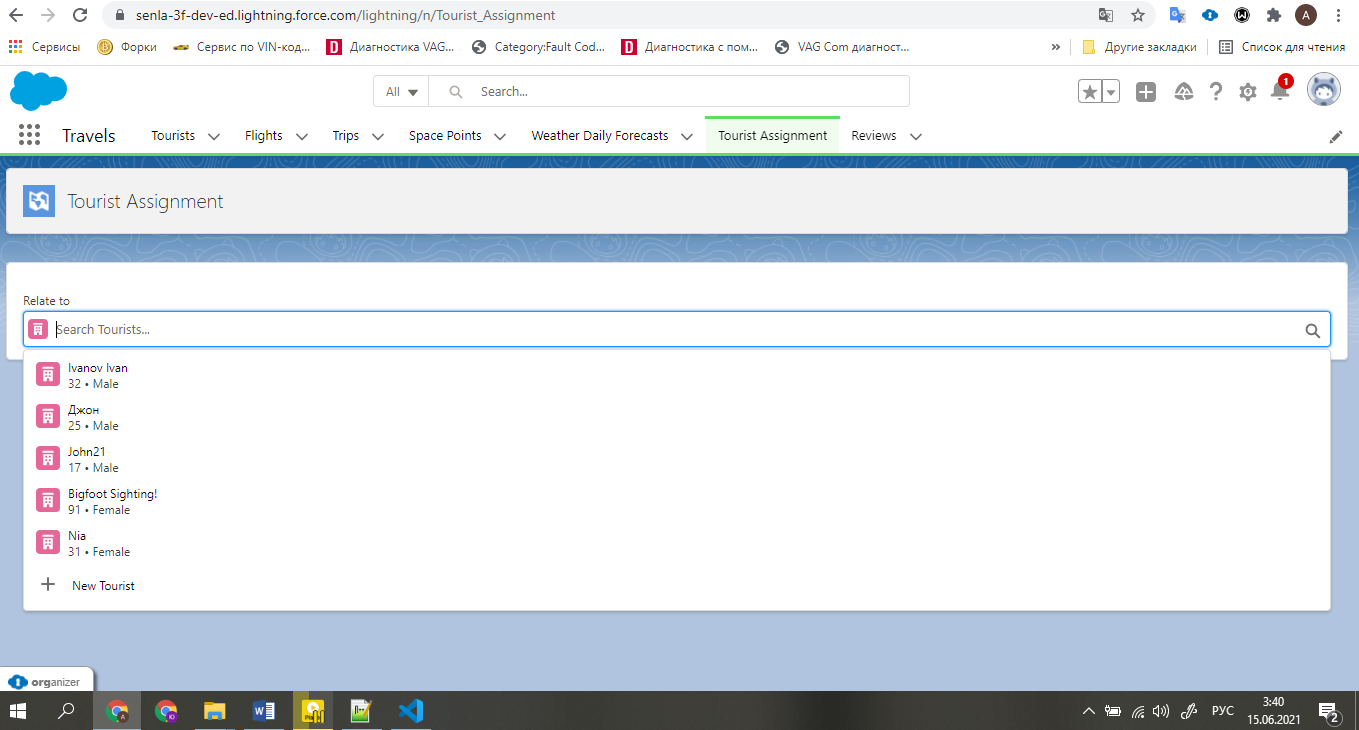 senla-3f-dev-ed.lightning.force.com/lightning/n/Tourist_Assignment
A
Сервисы Форки Сервис по VIN-код... Диагностика VAG... Category:Fault Cod... Диагностика с пом... VAG Com диагност... » Другие закладки Список для чтения
All Search... 1
Travels Tourists Flights Trips Space Points Weather Daily Forecasts Tourist Assignment Reviews
Tourist Assignment
Relate to
Search Tourists...
Ivanov Ivan
32 • Male
Джон
25 • Male
John21
17 • Male
Bigfoot Sighting!
91 • Female
Nia
31 • Female
New Tourist
organizer
РУС
3:40
15.06.2021
2